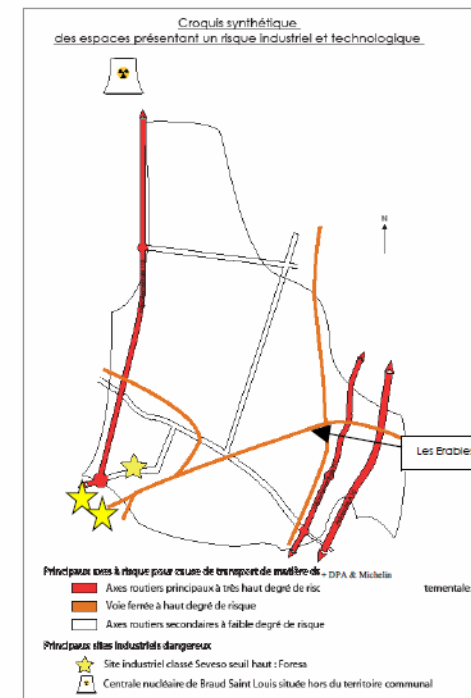 Croquis synthétique
des espaces présentant un risque industriel et technologique
N
Les Erables
Principaux axes à risque pour cause de transport de matière da
+ DPA & Michelin
Axes routiers principaux à très haut degré de risc
tementale
Voie ferrée à haut degré de risque
Axes routiers secondaires à faible degré de risque
Principaux sites industriels dangereux
Site industriel classé Seveso seuil haut : Foresa
Centrale nucléaire de Braud Saint Louis située hors du territoire communal